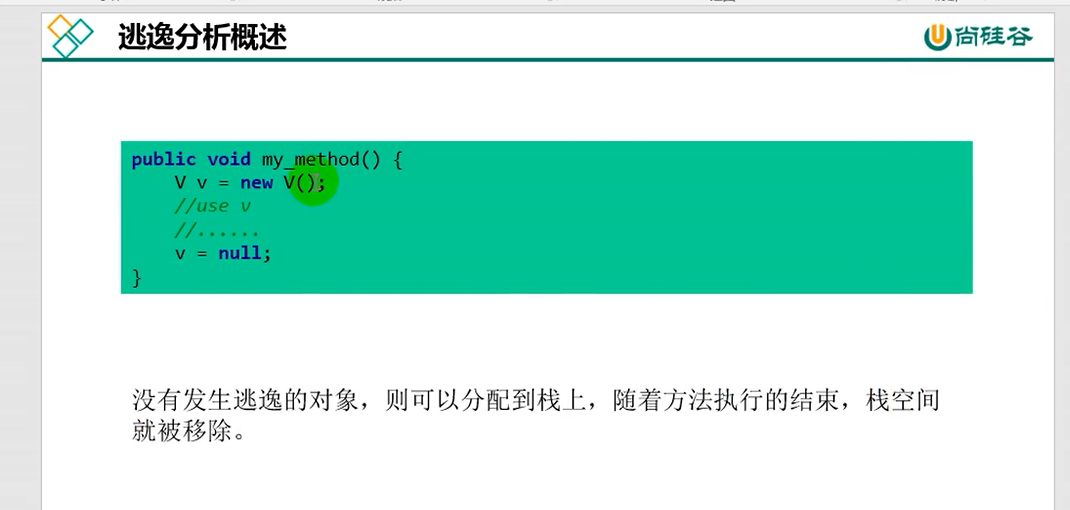 逃逸分析概述
尚硅谷
public void my_method() {
V v = new V();
//use v
//......
v = null;
}
没有发生逃逸的对象，则可以分配到栈上，随着方法执行的结束，栈空间
就被移除。